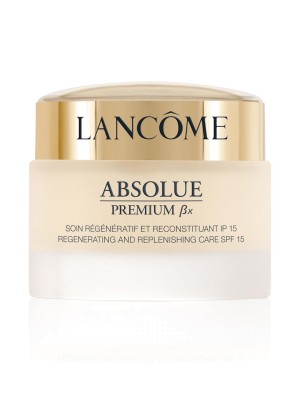 LANCÔME
ABSOLUE
PREMIUM βx
SOIN RÉGÉNÉRATIF ET RECONSTITUANT IP 15
REGENERATING AND REPLENISHING CARE SPF 15